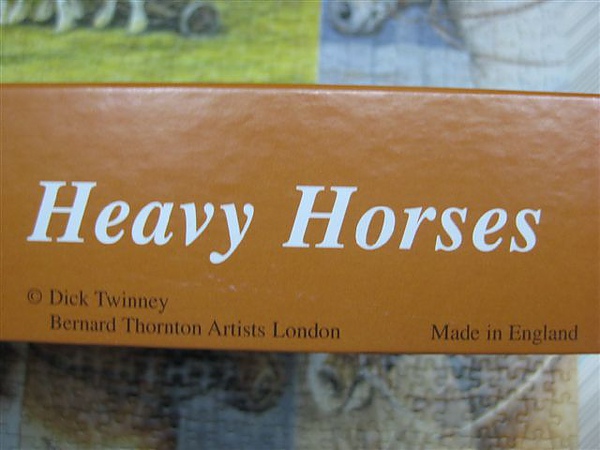 Heavy Horses
© Dick Twinney
Bernard Thornton Artists London
Made in England